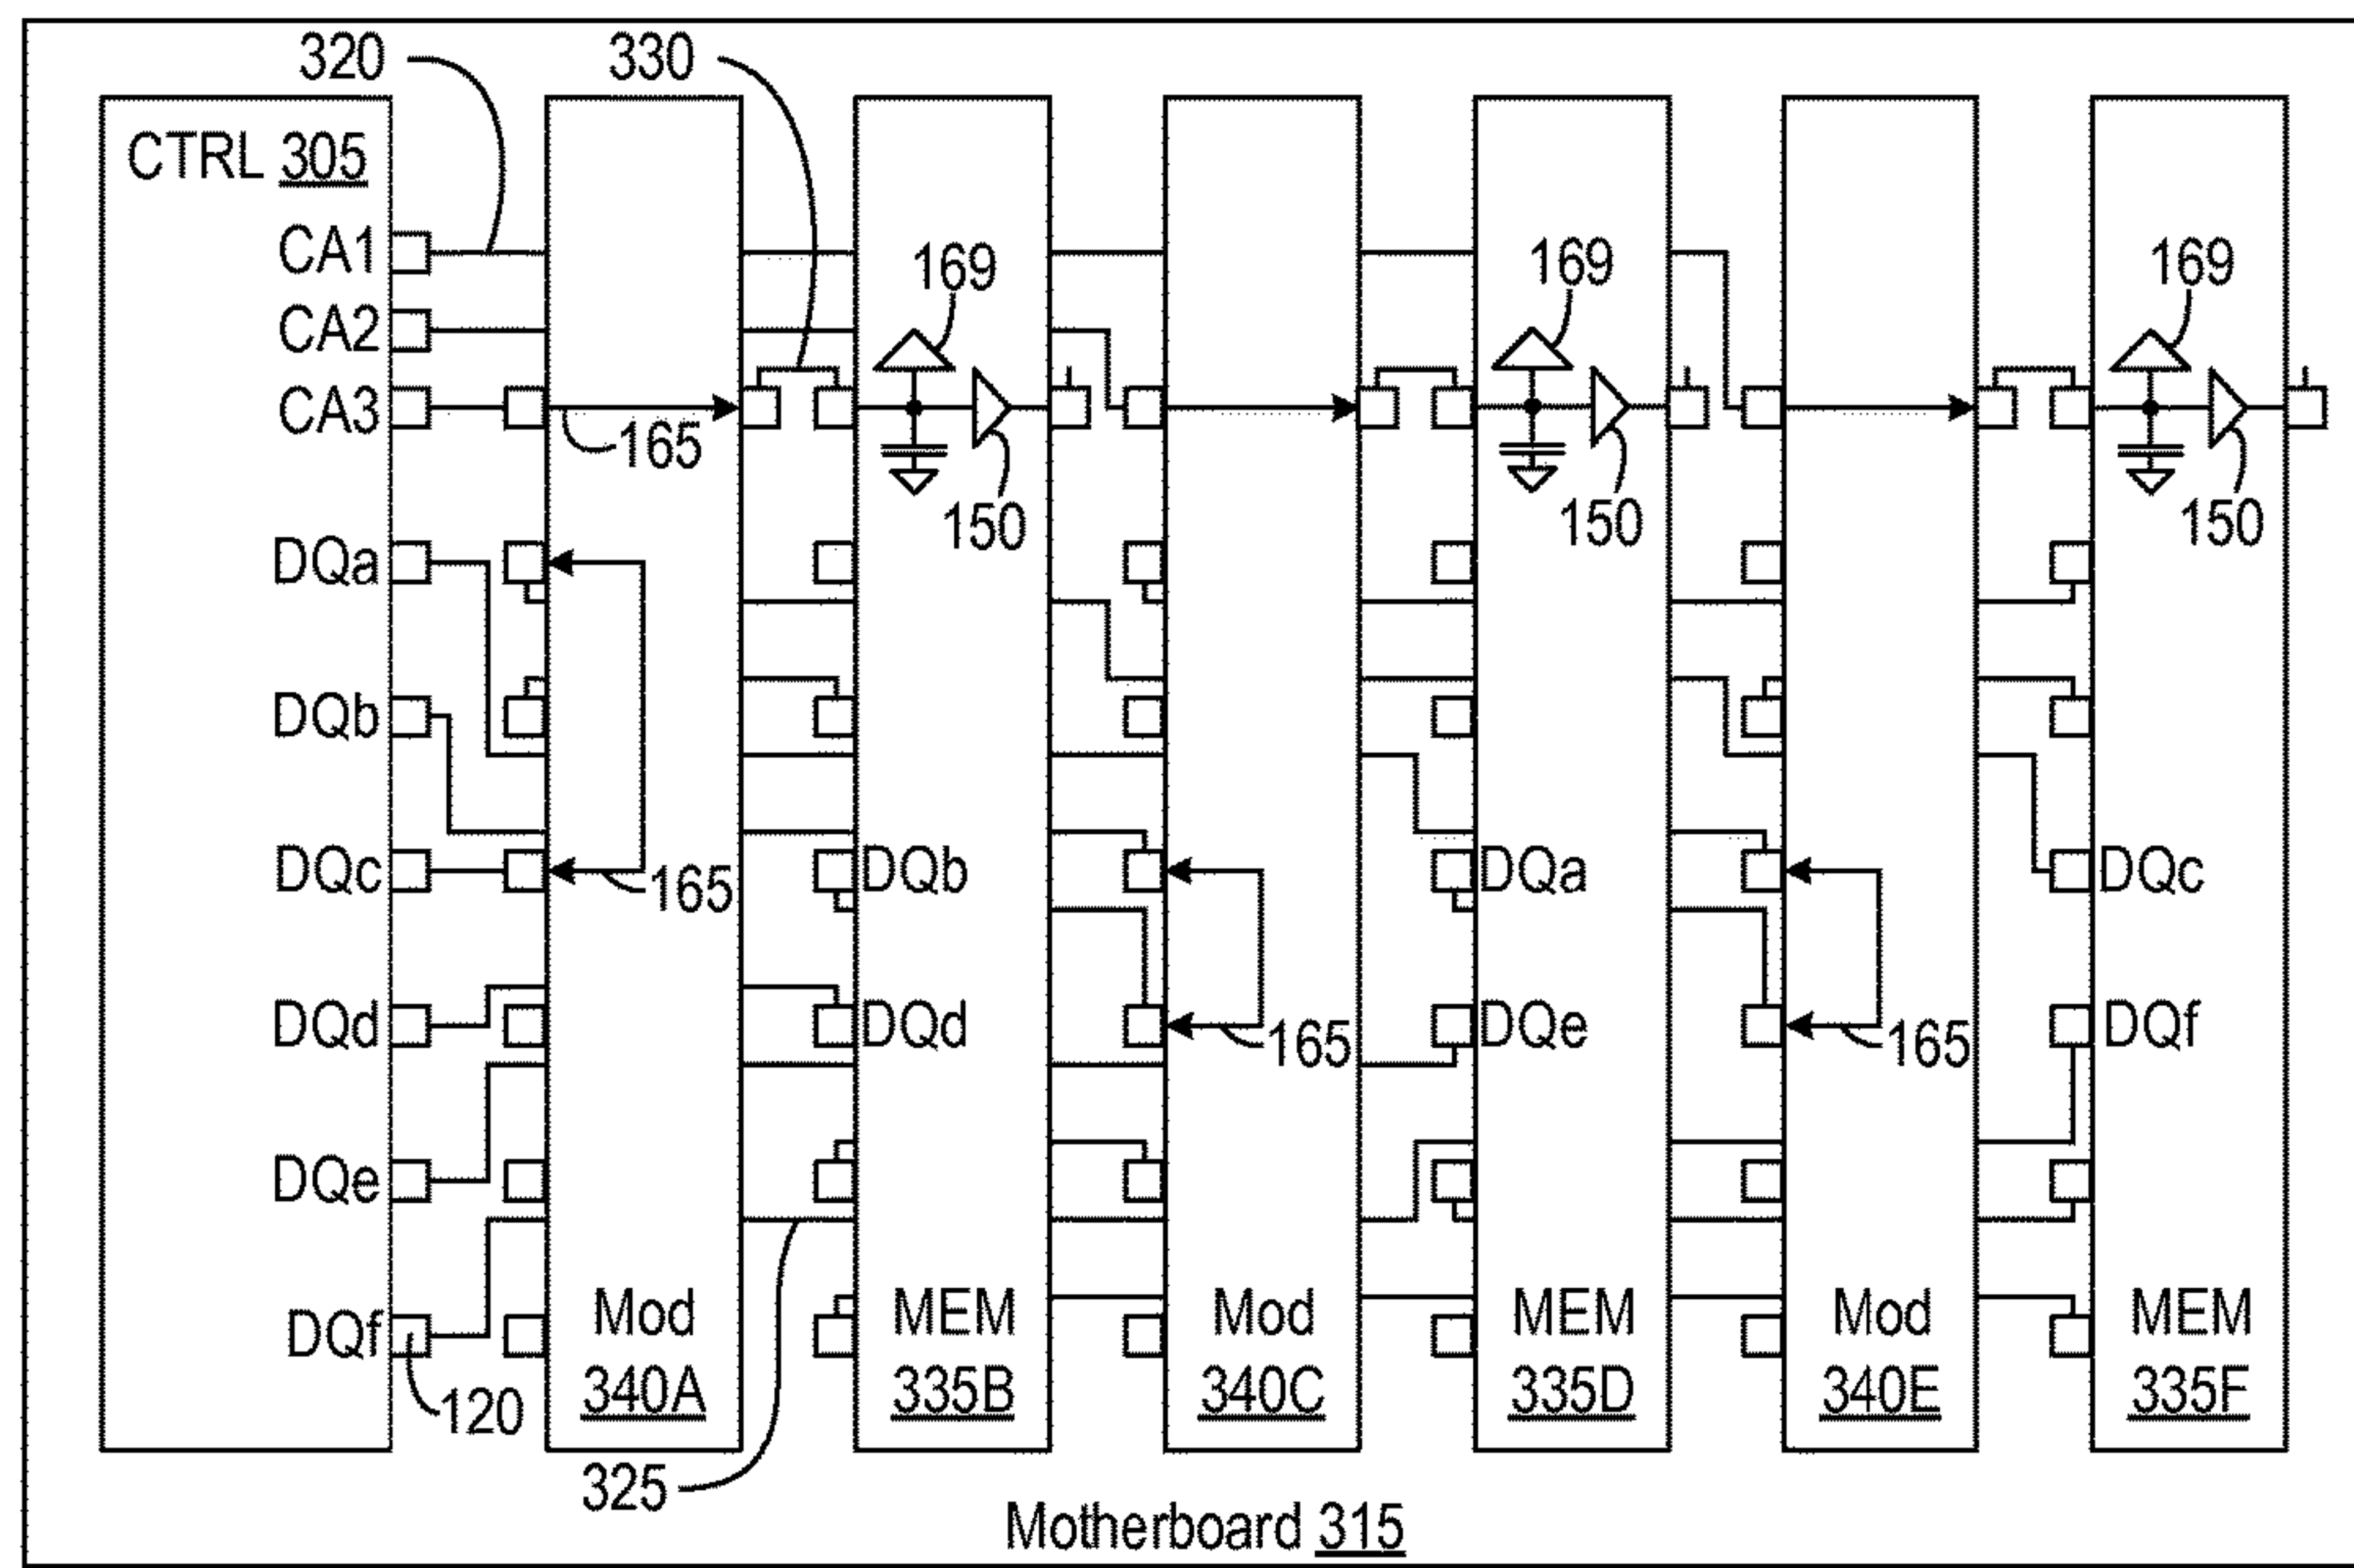 320 330
CTRL 305
CA1
169 169 169
CA2
CA3
165
150 150 150
DQa
DQb
DQc 165 DQb DQa DQc
DQd DQd 165 DQe 165 DQf
DQe
DQf Mod MEM Mod MEM Mod MEM
340A 335B 340C 335D 340E 335F
120
325
Motherboard 315